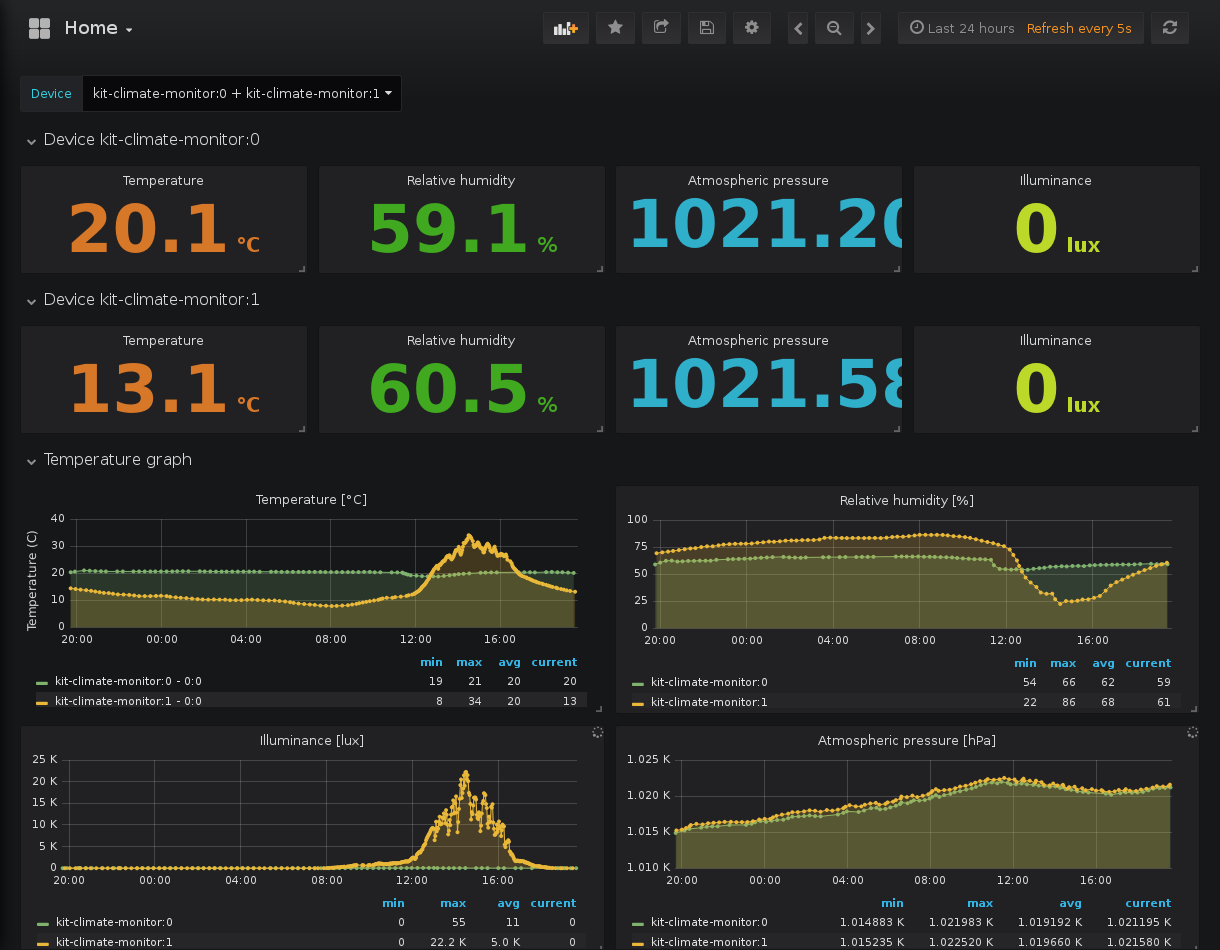 Home
Last 24 hours Refresh every 5s
Device kit-climate-monitor:0 + kit-climate-monitor:1
Device kit-climate-monitor:0
Temperature Relative humidity Atmospheric pressure Illuminance
20.1 °C 59.1 % 1021.20 0 lux
Device kit-climate-monitor:1
Temperature Relative humidity Atmospheric pressure Illuminance
13.1 °C 60.5 % 1021.58 0 lux
Temperature graph
Temperature [°C]
Temperature (C)
40
30
20
10
0
20:00 00:00 04:00 08:00 12:00 16:00
min max avg current
kit-climate-monitor:0 - 0:0 19 21 20 20
kit-climate-monitor:1 - 0:0 8 34 20 13
Relative humidity [%]
100
75
50
25
0
20:00 00:00 04:00 08:00 12:00 16:00
min max avg current
kit-climate-monitor:0 54 66 62 59
kit-climate-monitor:1 22 86 68 61
Illuminance [lux]
25 K
20 K
15 K
10 K
5 K
0
20:00 00:00 04:00 08:00 12:00 16:00
min max avg current
kit-climate-monitor:0 0 55 11 0
kit-climate-monitor:1 0 22.2 K 5.0 K 0
Atmospheric pressure [hPa]
1.025 K
1.020 K
1.015 K
1.010 K
20:00 00:00 04:00 08:00 12:00 16:00
min max avg current
kit-climate-monitor:0 1.014883 K 1.021983 K 1.019192 K 1.021195 K
kit-climate-monitor:1 1.015235 K 1.022520 K 1.019660 K 1.021580 K